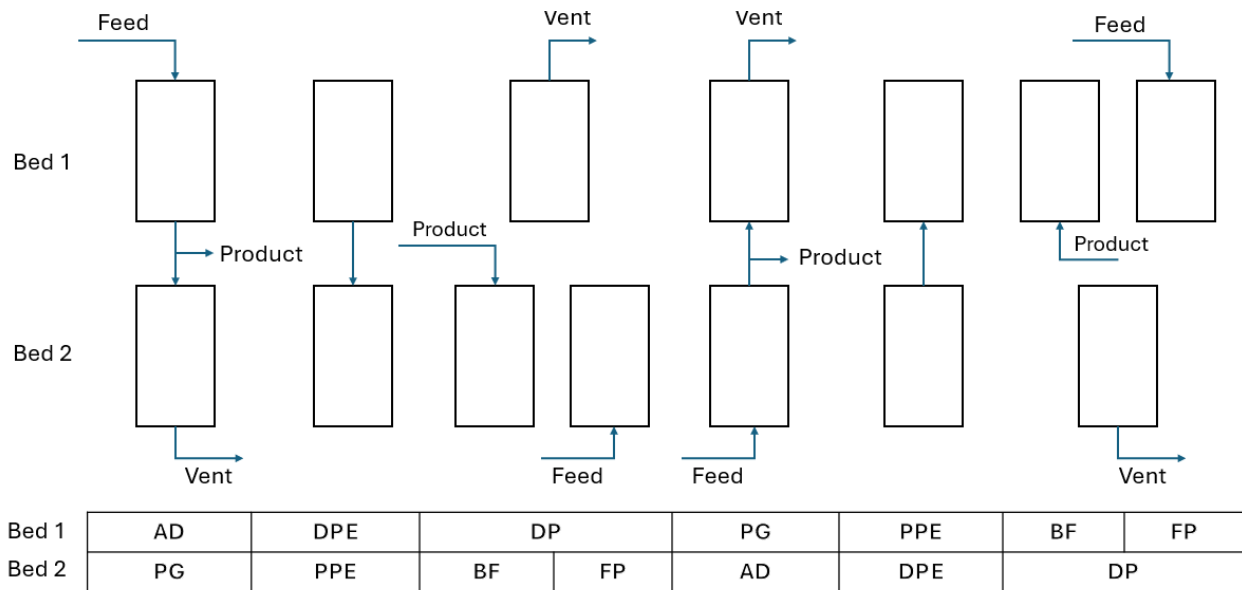 Feed
Vent
Vent
Feed
Bed 1
Product
Product
Product
Product
Bed 2
Vent
Feed
Feed
Vent
Bed 1 AD DPE DP PG PPE BF FP
Bed 2 PG PPE BF FP AD DPE DP